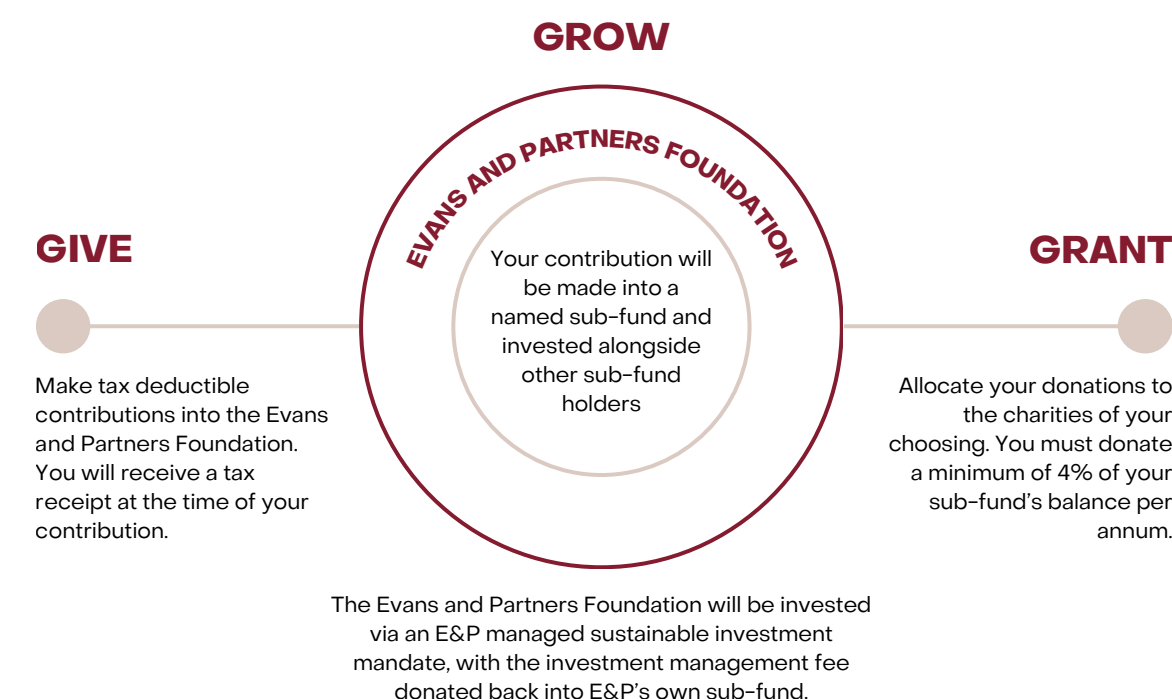 GROW
EVANS AND PARTNERS FOUNDATION
Your contribution will
be made into a
named sub-fund and
invested alongside
other sub-fund
holders
GIVE
Make tax deductible
contributions into the Evans
and Partners Foundation.
You will receive a tax
receipt at the time of your
contribution.
GRANT
Allocate your donations to
the charities of your
choosing. You must donate
a minimum of 4% of your
sub-fund’s balance per
annum.
The Evans and Partners Foundation will be invested
via an E&P managed sustainable investment
mandate, with the investment management fee
donated back into E&P’s own sub-fund.